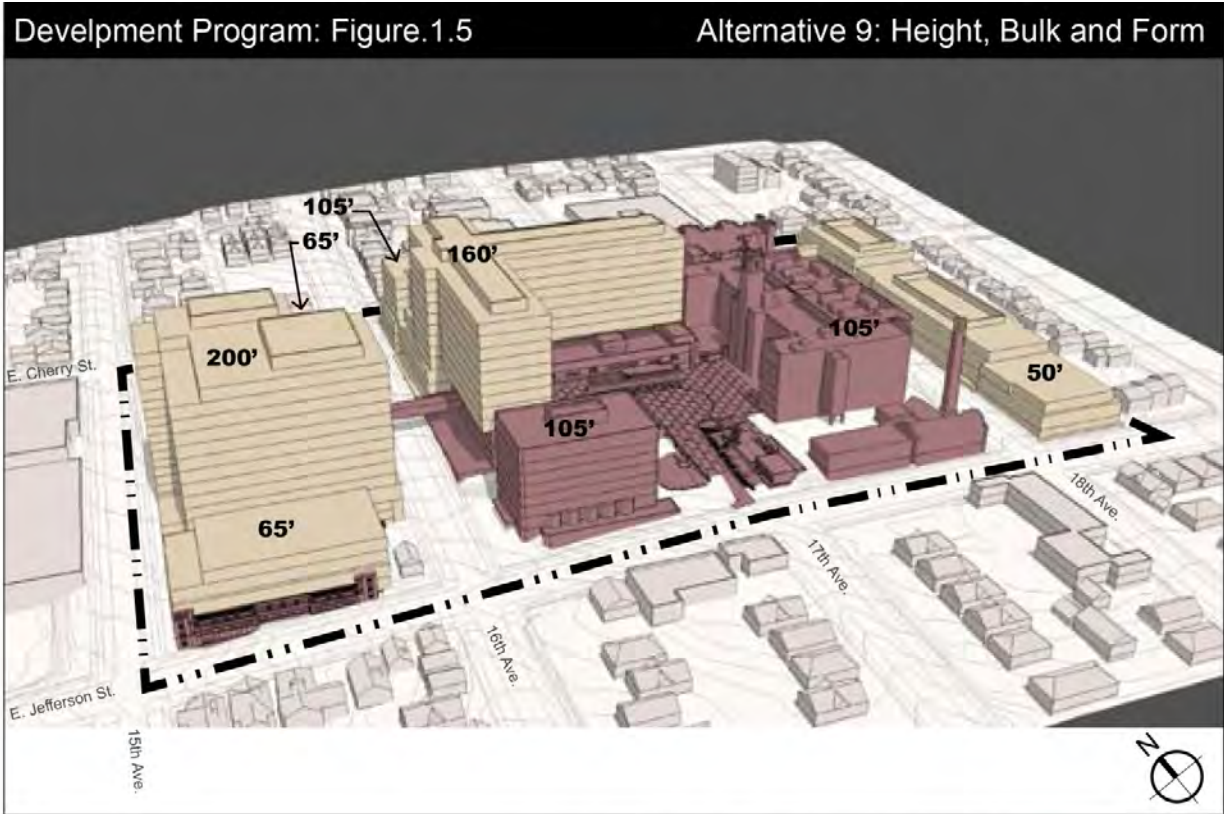 Develpment Program: Figure.1.5
Alternative 9: Height, Bulk and Form
105'
65'
160'
200'
105'
50'
105'
65'
E. Cherry St.
E. Jefferson St.
15th Ave.
16th Ave.
17th Ave.
18th Ave.
N